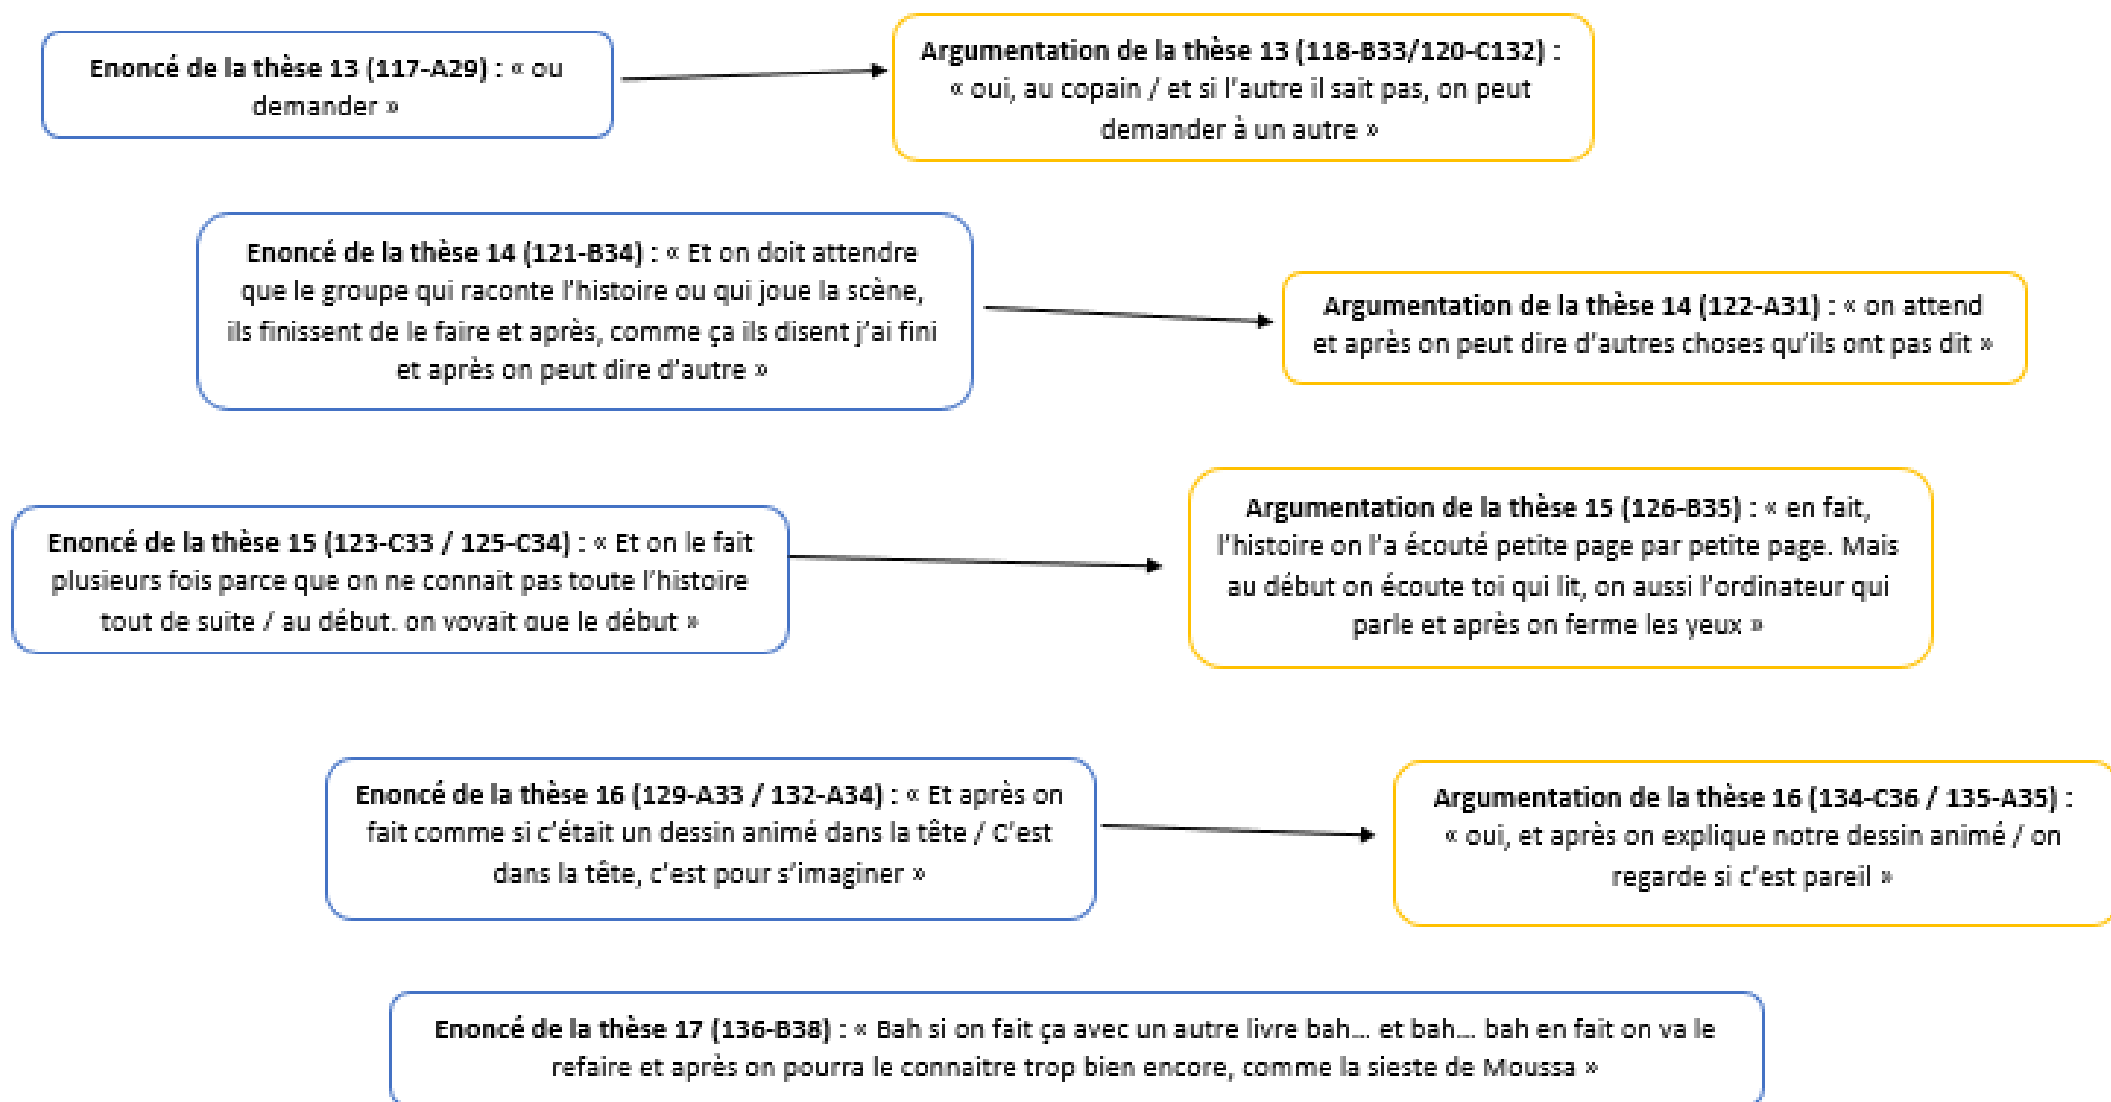 Enoncé de la thèse 13 (117-A29) : « ou
demander »
Argumentation de la thèse 13 (118-B33/120-C132) :
« oui, au copain / et si l'autre il sait pas, on peut
demander à un autre »
Enoncé de la thèse 14 (121-B34) : « Et on doit attendre
que le groupe qui raconte l'histoire ou qui joue la scène,
ils finissent de le faire et après, comme ça ils disent j'ai fini
et après on peut dire d'autre »
Argumentation de la thèse 14 (122-A31) : « on attend
et après on peut dire d'autres choses qu'ils ont pas dit »
Enoncé de la thèse 15 (123-C33 / 125-C34) : « Et on le fait
plusieurs fois parce que on ne connait pas toute l'histoire
tout de suite / au début, on voyait que le début »
Argumentation de la thèse 15 (126-B35) : « en fait,
l'histoire on l'a écouté petite page par petite page. Mais
au début on écoute toi qui lit, on aussi l'ordinateur qui
parle et après on ferme les yeux »
Enoncé de la thèse 16 (129-A33 / 132-A34) : « Et après on
fait comme si c'était un dessin animé dans la tête / C'est
dans la tête, c'est pour s'imaginer »
Argumentation de la thèse 16 (134-C36 / 135-A35) :
« oui, et après on explique notre dessin animé / on
regarde si c'est pareil »
Enoncé de la thèse 17 (136-B38) : « Bah si on fait ça avec un autre livre bah... et bah... bah en fait on va le
refaire et après on pourra le connaitre trop bien encore, comme la sieste de Moussa »